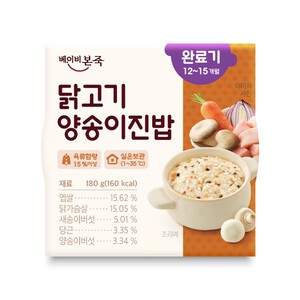 베이비본죽
완료기
12~15개월
닭고기
양송이진밥
육류함량
15%이상
실온보관
(1~35℃)
재료 180 g(160 kcal)
멥쌀 15.62 %
닭가슴살 15.05 %
새송이버섯 5.01 %
당근 3.35 %
양송이버섯 3.34 %
조리예